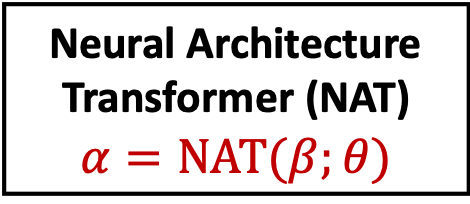 Neural Architecture
Transformer (NAT)
α = NAT(β; θ)